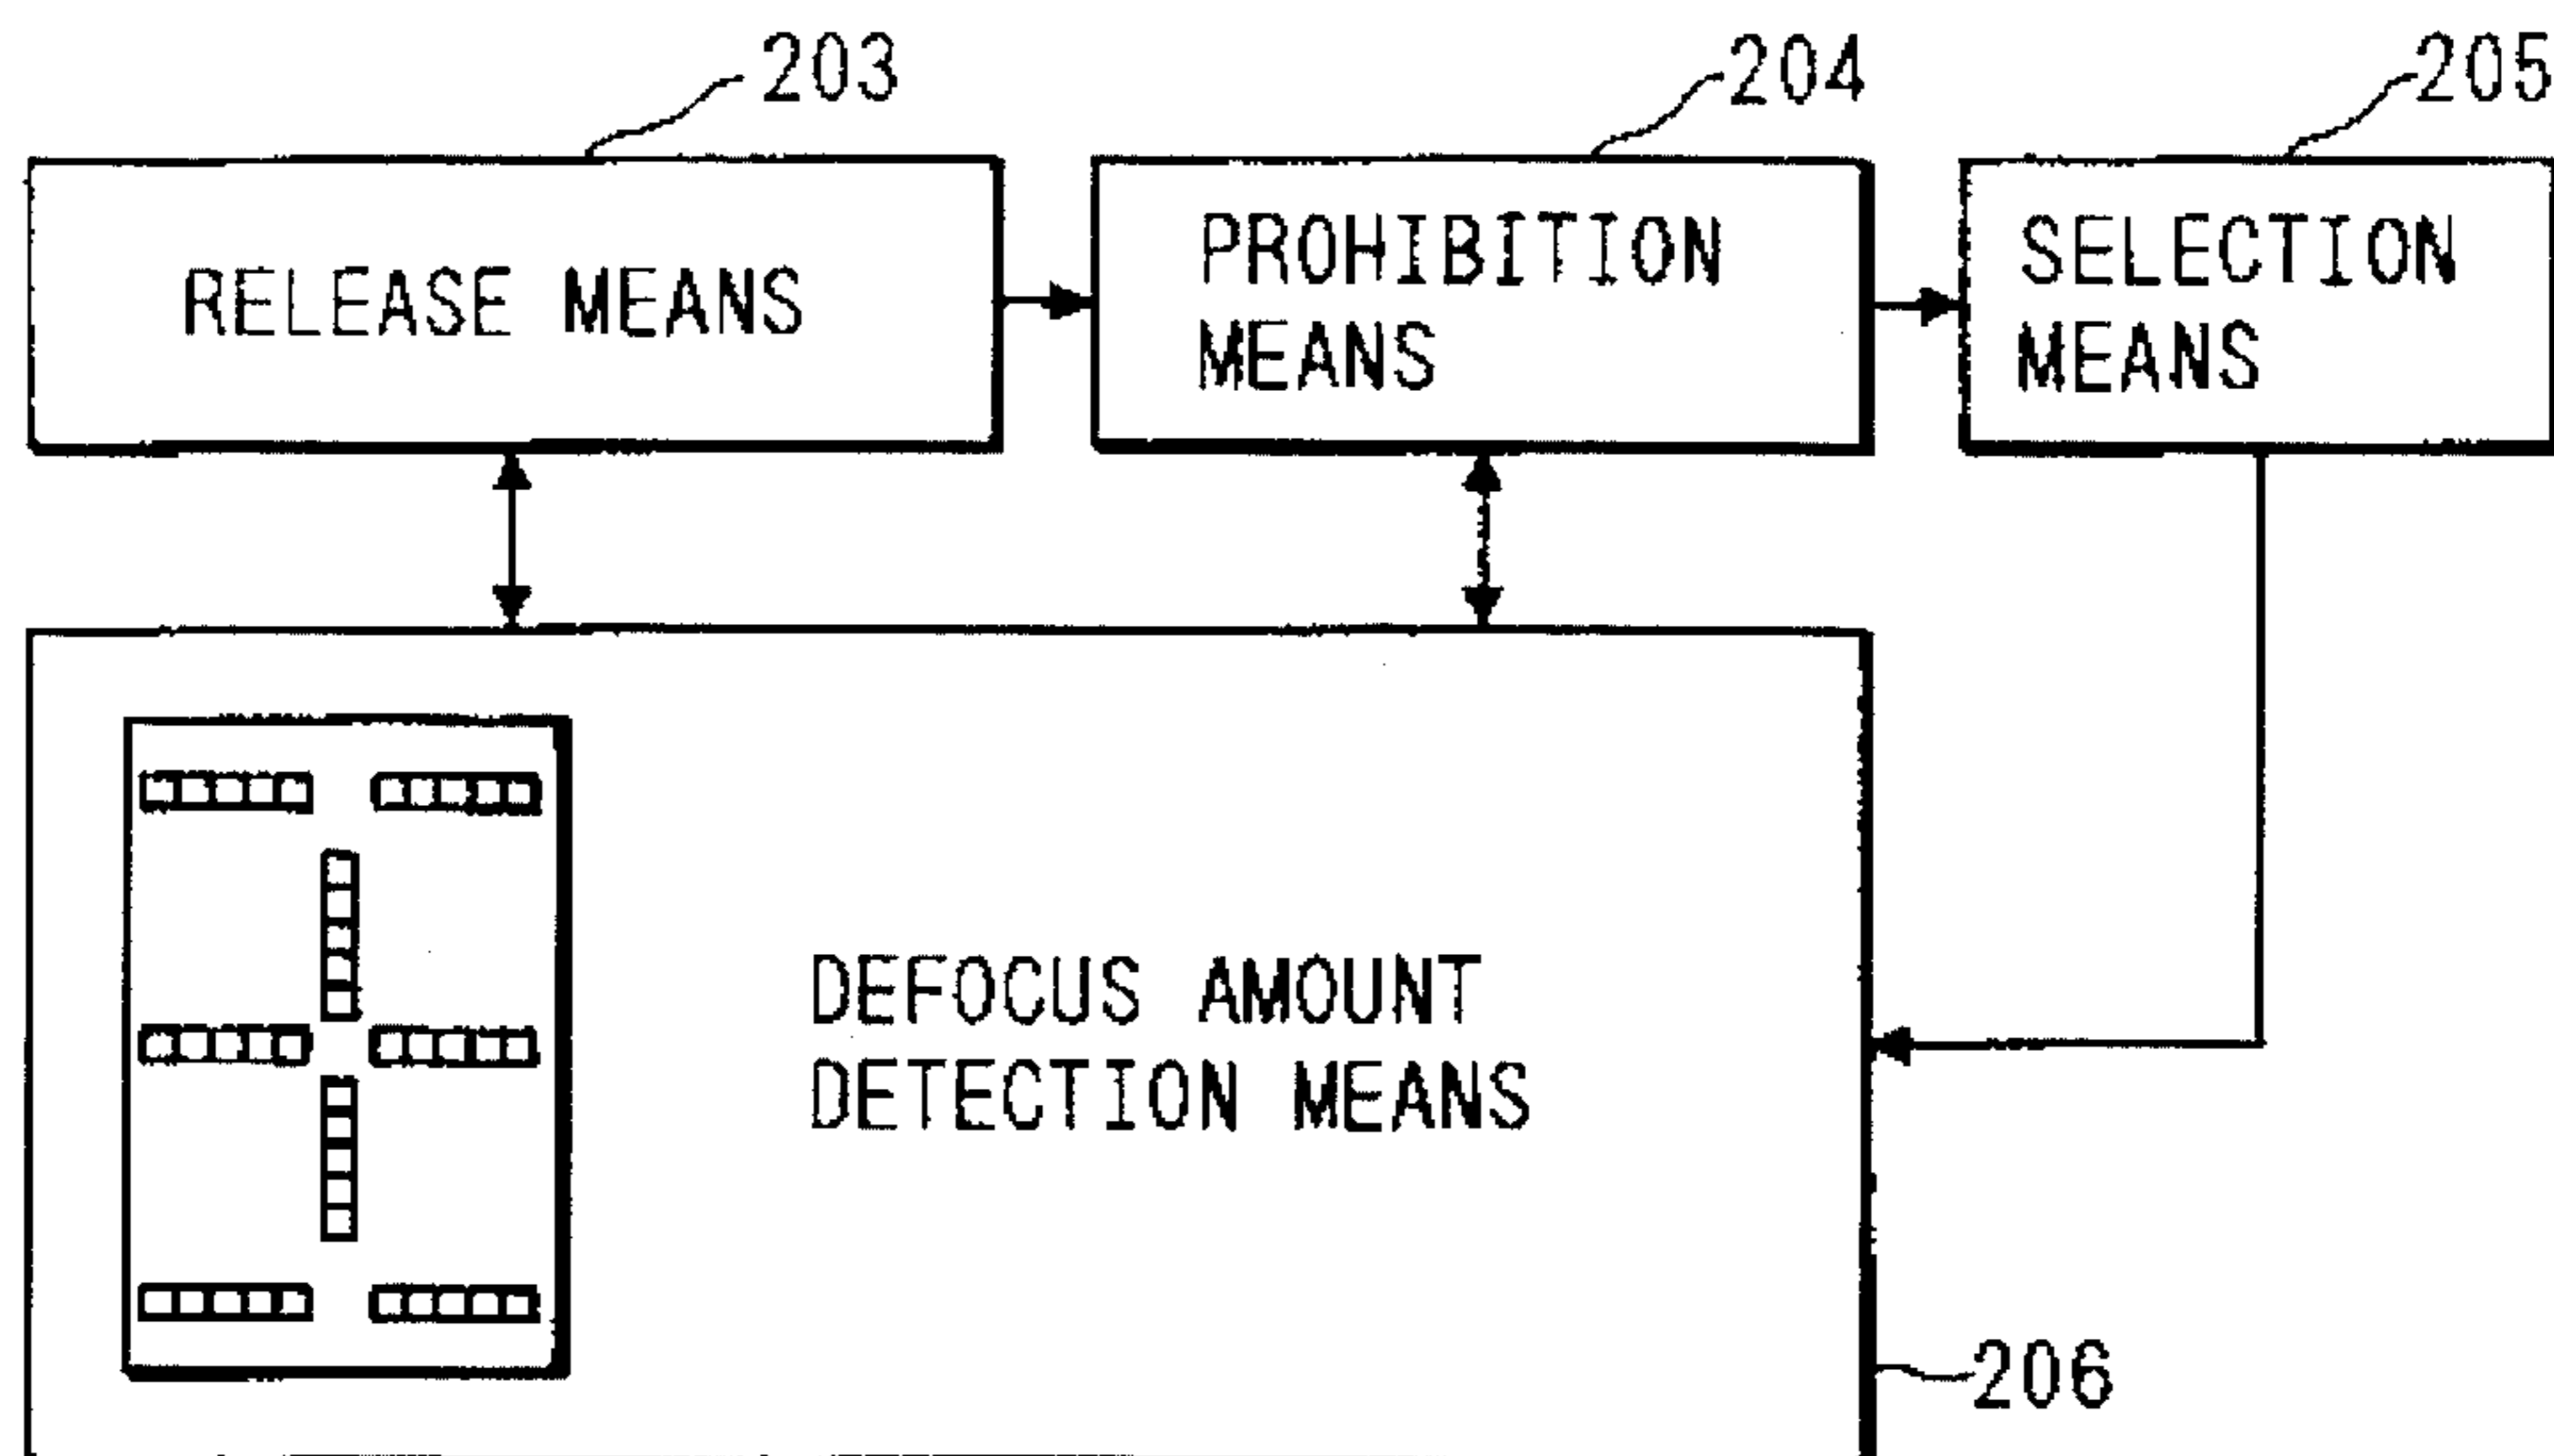 203
204
205
RELEASE MEANS
PROHIBITION
MEANS
SELECTION
MEANS
DEFOCUS AMOUNT
DETECTION MEANS
206